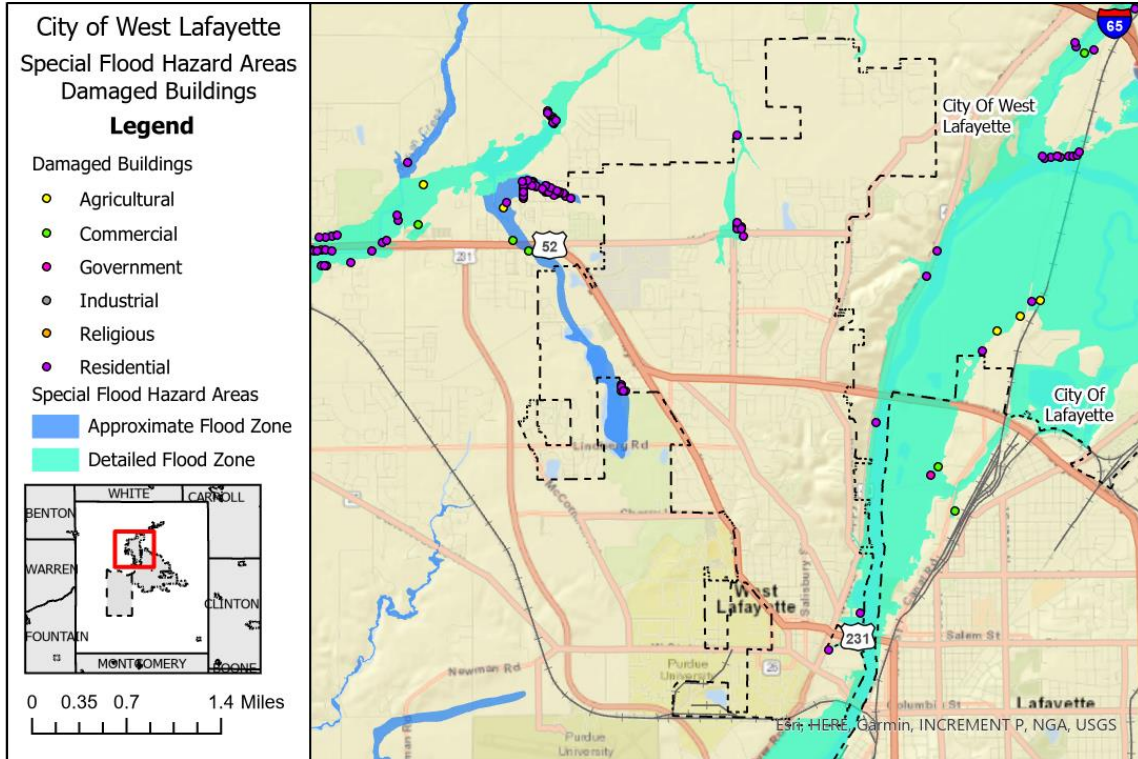 City of West Lafayette
Special Flood Hazard Areas
Damaged Buildings
Legend
Damaged Buildings
Agricultural
Commercial
Government
Industrial
Religious
Residential
Special Flood Hazard Areas
Approximate Flood Zone
Detailed Flood Zone
WHITE
CARROLL
BENTON
WARREN
CLINTON
FOUNTAIN
MONTGOMERY
BOONE
0 0.35 0.7 1.4 Miles
65
City Of West
Lafayette
52
231
City Of
Lafayette
Lindberg Rd
Salisbury
West
Lafayette
231
Salem St
Newman Rd
Purdue
University
26
Columbia St
Lafayette
Purdue
University
Esri, HERE, Garmin, INCREMENT P, NGA, USGS